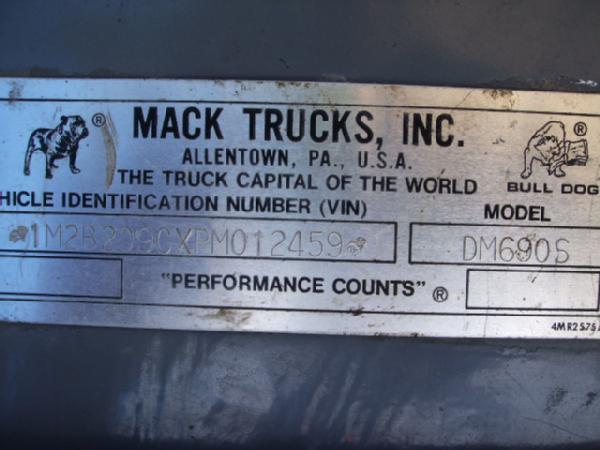 ® MACK TRUCKS, INC. ®
ALLENTOWN, PA., U.S.A.
THE TRUCK CAPITAL OF THE WORLD BULL DOG
HICLE IDENTIFICATION NUMBER (VIN) MODEL
1M2B209CXPM012459 DM690S
"PERFORMANCE COUNTS" ®